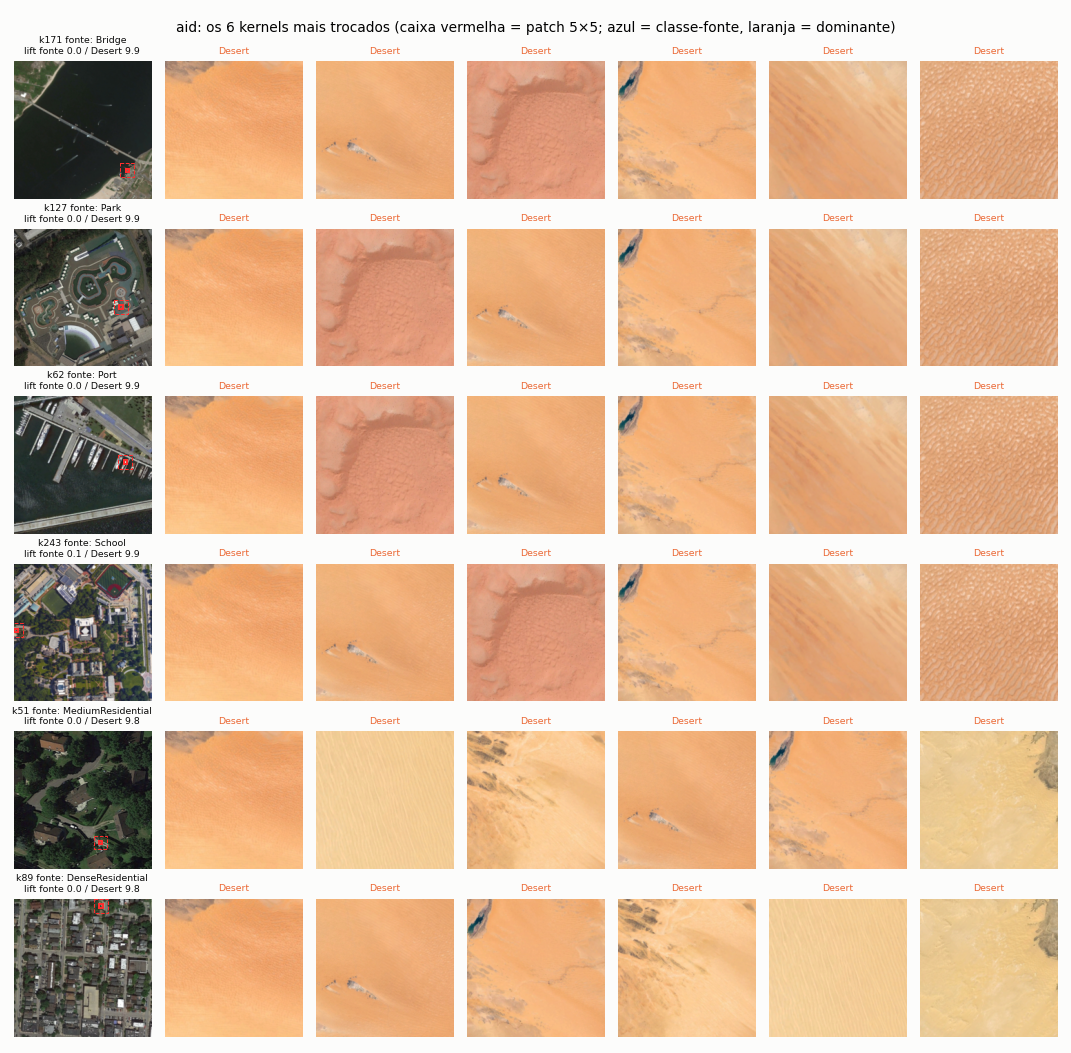 aid: os 6 kernels mais trocados (caixa vermelha = patch 5×5; azul = classe-fonte, laranja = dominante)
k171 fonte: Bridge
lift fonte 0.0 / Desert 9.9
Desert
Desert
Desert
Desert
Desert
Desert
k127 fonte: Park
lift fonte 0.0 / Desert 9.9
Desert
Desert
Desert
Desert
Desert
Desert
k62 fonte: Port
lift fonte 0.0 / Desert 9.9
Desert
Desert
Desert
Desert
Desert
Desert
k243 fonte: School
lift fonte 0.1 / Desert 9.9
Desert
Desert
Desert
Desert
Desert
Desert
k51 fonte: MediumResidential
lift fonte 0.0 / Desert 9.8
Desert
Desert
Desert
Desert
Desert
Desert
k89 fonte: DenseResidential
lift fonte 0.0 / Desert 9.8
Desert
Desert
Desert
Desert
Desert
Desert